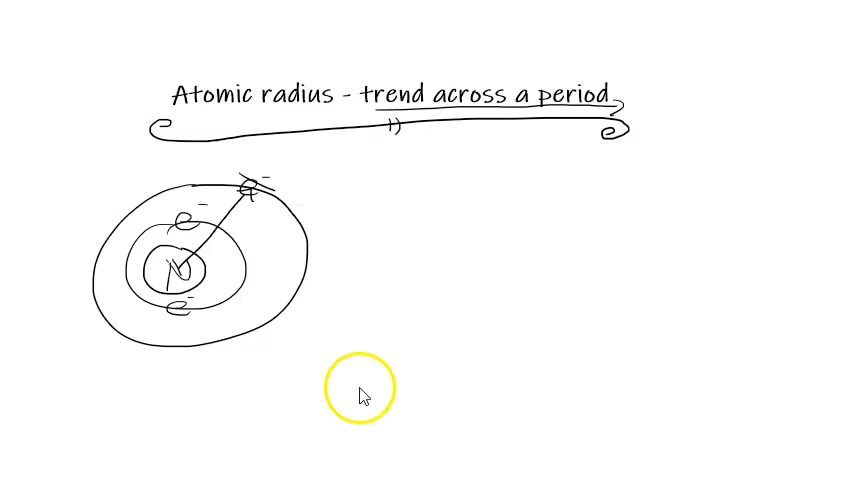 Atomic radius - trend across a period
e⁻
e⁻
N
e⁻